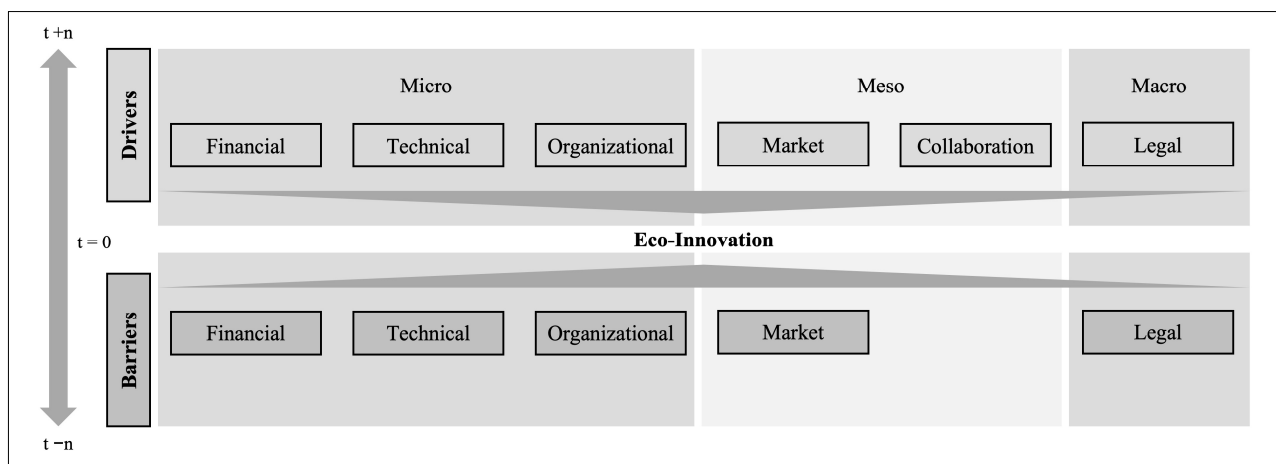 t +n
Drivers
Micro
Meso
Macro
Financial
Technical
Organizational
Market
Collaboration
Legal
t = 0
Eco-Innovation
Barriers
Financial
Technical
Organizational
Market
Legal
t −n